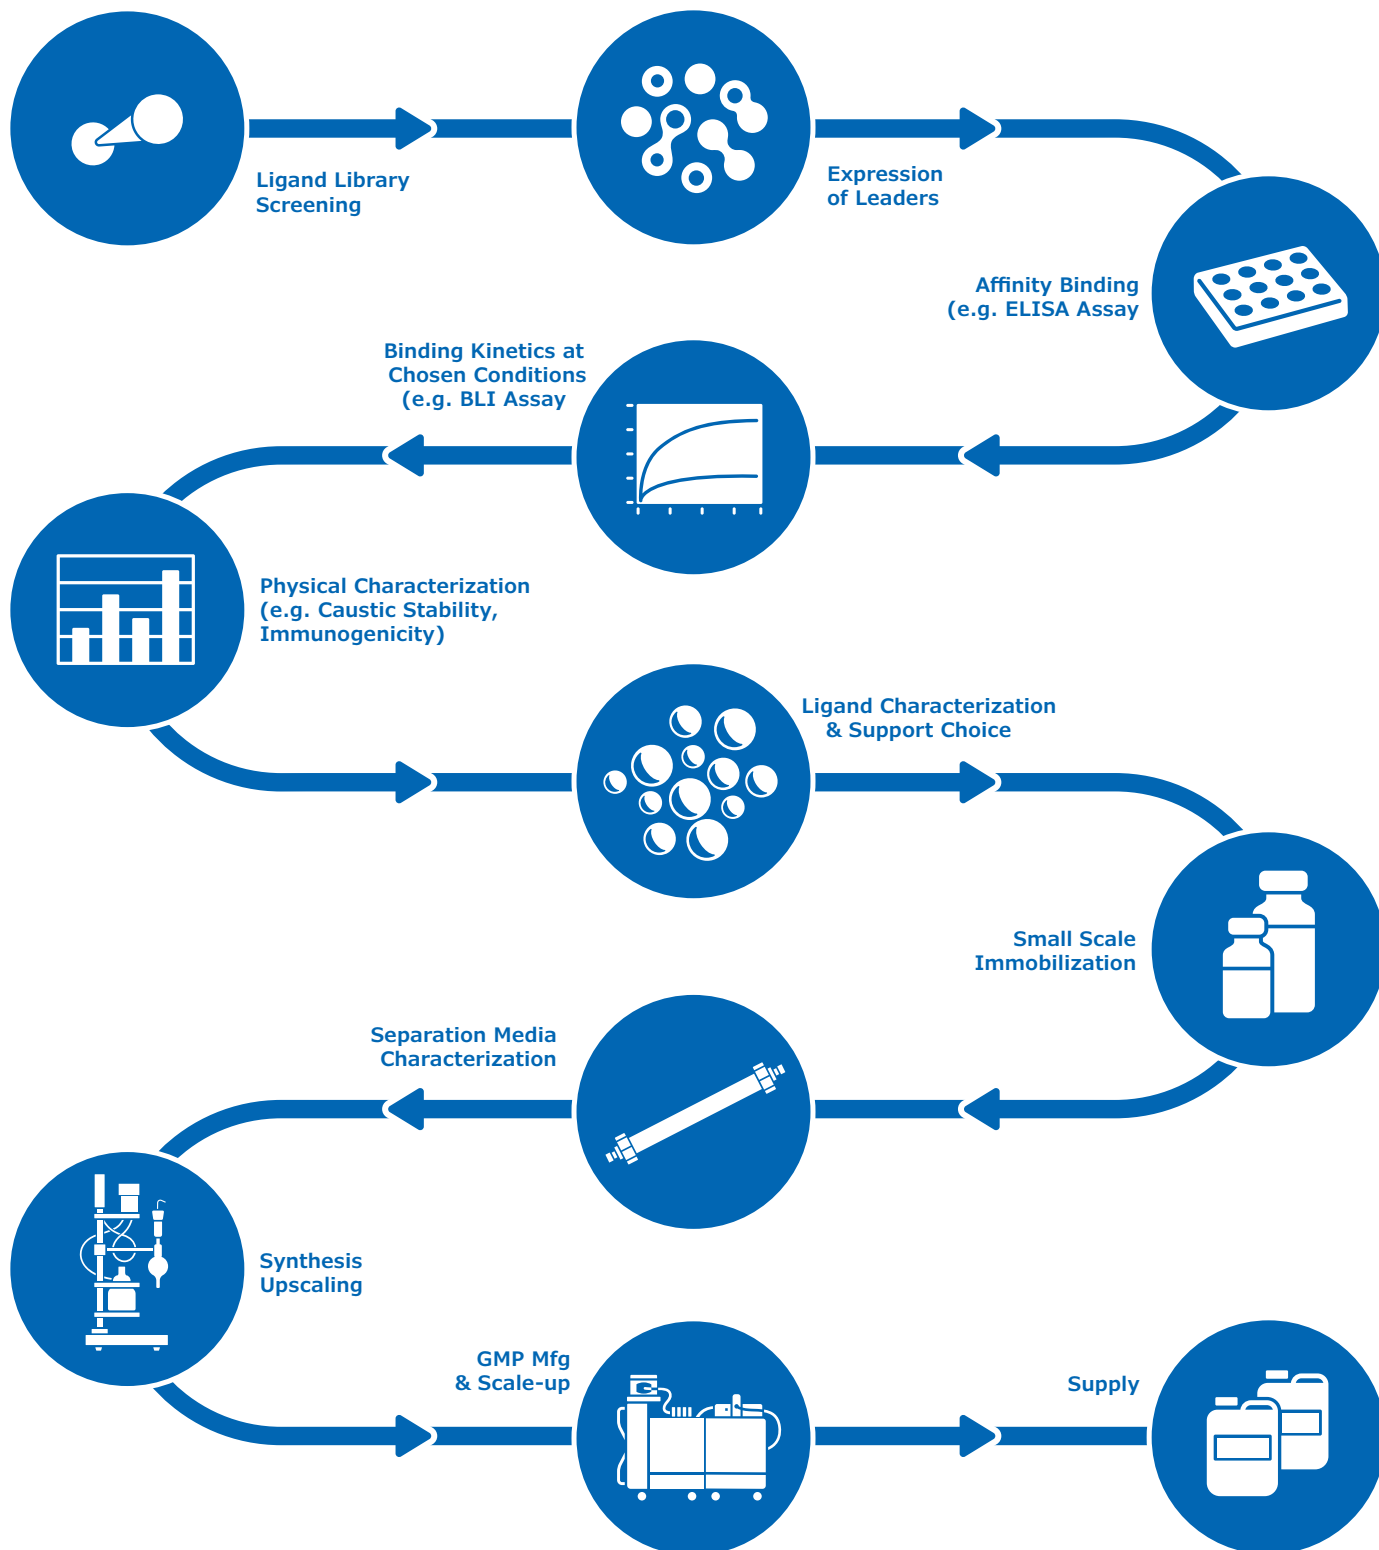 Ligand Library
Screening
Expression
of Leaders
Affinity Binding
(e.g. ELISA Assay
Binding Kinetics at
Chosen Conditions
(e.g. BLI Assay
Physical Characterization
(e.g. Caustic Stability,
Immunogenicity)
Ligand Characterization
& Support Choice
Small Scale
Immobilization
Separation Media
Characterization
Synthesis
Upscaling
GMP Mfg
& Scale-up
Supply